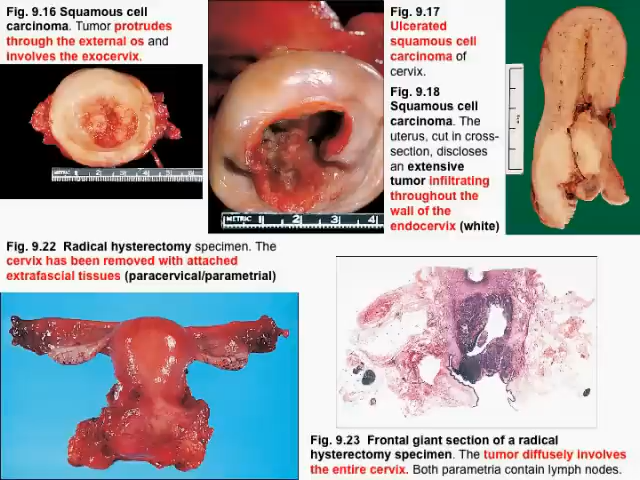 Fig. 9.16 Squamous cell
carcinoma. Tumor protrudes
through the external os and
involves the exocervix.
Fig. 9.17
Ulcerated
squamous cell
carcinoma of
cervix.
Fig. 9.18
Squamous cell
carcinoma. The
uterus, cut in cross-
section, discloses
an extensive
tumor infiltrating
throughout the
wall of the
endocervix (white)
METRIC 1 2 3 4
Fig. 9.22 Radical hysterectomy specimen. The
cervix has been removed with attached
extrafascial tissues (paracervical/parametrial)
Fig. 9.23 Frontal giant section of a radical
hysterectomy specimen. The tumor diffusely involves
the entire cervix. Both parametria contain lymph nodes.